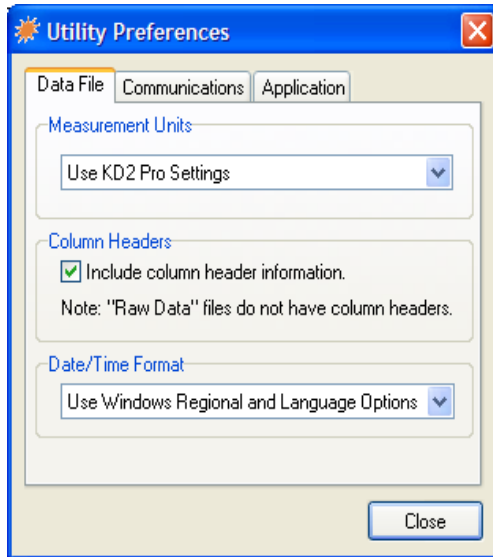 Utility Preferences
Data File Communications Application
Measurement Units
Use KD2 Pro Settings
Column Headers
Include column header information.
Note: "Raw Data" files do not have column headers.
Date/Time Format
Use Windows Regional and Language Options
Close